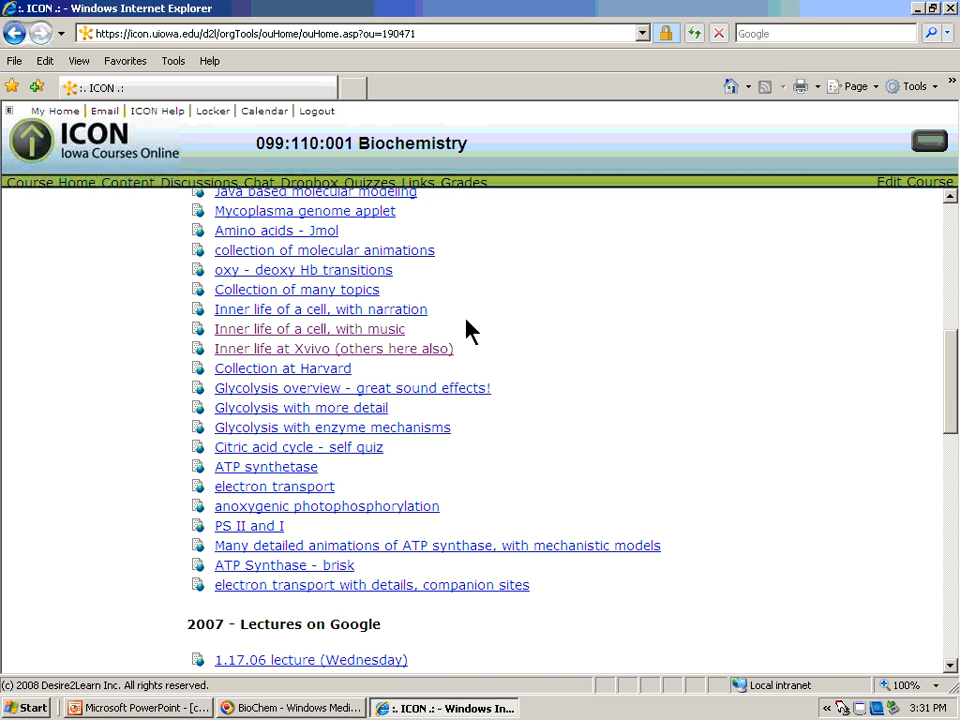 :. ICON .: - Windows Internet Explorer
https://icon.uiowa.edu/d2l/orgTools/ouHome/ouHome.asp?ou=190471
Google
File Edit View Favorites Tools Help
:. ICON .:
Page Tools »
My Home Email ICON Help Locker Calendar Logout
ICON
Iowa Courses Online
099:110:001 Biochemistry
Course Home Content Discussions Chat Dropbox Quizzes Links Grades Edit Course
Java based molecular modeling
Mycoplasma genome applet
Amino acids - Jmol
collection of molecular animations
oxy - deoxy Hb transitions
Collection of many topics
Inner life of a cell, with narration
Inner life of a cell, with music
Inner life at Xvivo (others here also)
Collection at Harvard
Glycolysis overview - great sound effects!
Glycolysis with more detail
Glycolysis with enzyme mechanisms
Citric acid cycle - self quiz
ATP synthetase
electron transport
anoxygenic photophosphorylation
PS II and I
Many detailed animations of ATP synthase, with mechanistic models
ATP Synthase - brisk
electron transport with details, companion sites
2007 - Lectures on Google
1.17.06 lecture (Wednesday)
(c) 2008 Desire2Learn Inc. All rights reserved. Local intranet 100%
Start Microsoft PowerPoint - [c... BioChem - Windows Medi... :. ICON .: - Windows In... « 3:31 PM